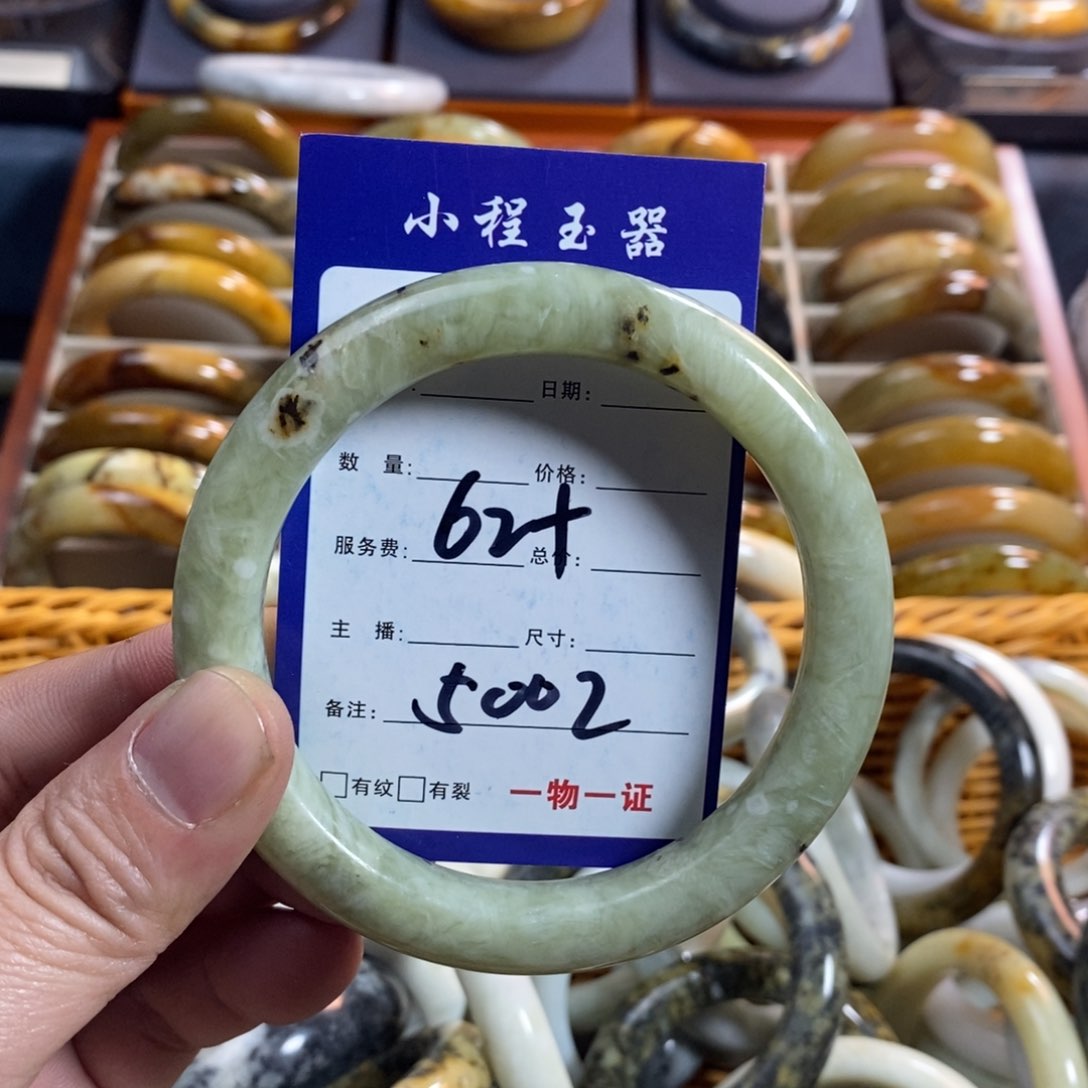 小程玉器
日期:
数 量: 价格:
62+
服务费: 总价:
主 播: 尺寸:
5002
备注:
□有纹□有裂 一物一证